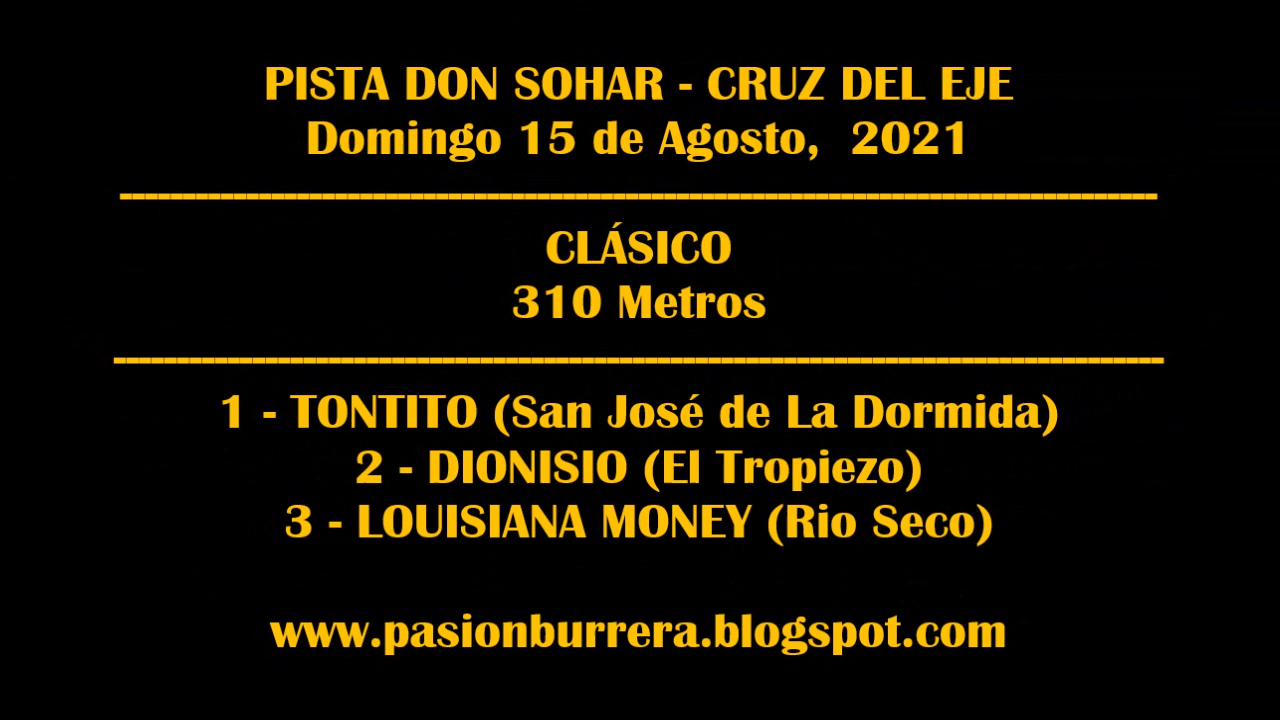 PISTA DON SOHAR - CRUZ DEL EJE
Domingo 15 de Agosto, 2021
CLÁSICO
310 Metros
1 - TONTITO (San José de La Dormida)
2 - DIONISIO (El Tropiezo)
3 - LOUISIANA MONEY (Rio Seco)
www.pasionburrera.blogspot.com